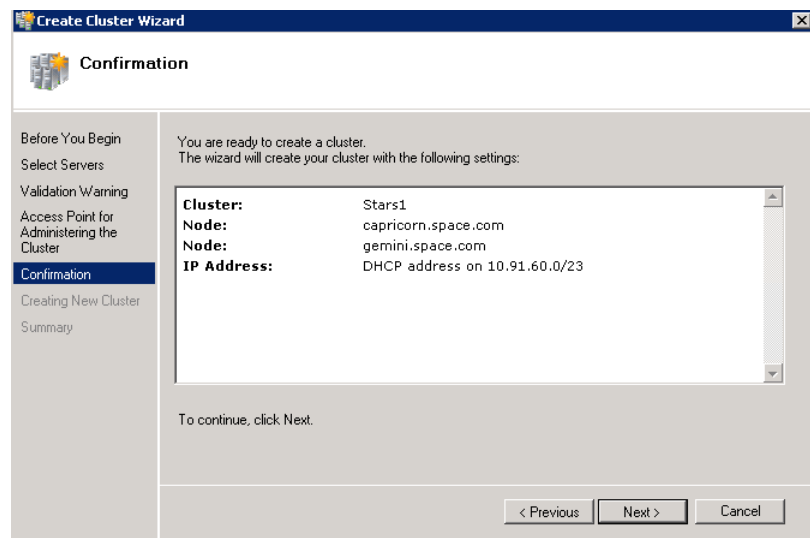 Create Cluster Wizard
Confirmation
Before You Begin
Select Servers
Validation Warning
Access Point for
Administering the
Cluster
Confirmation
Creating New Cluster
Summary
You are ready to create a cluster.
The wizard will create your cluster with the following settings:
Cluster: Stars1
Node: capricorn.space.com
Node: gemini.space.com
IP Address: DHCP address on 10.91.60.0/23
To continue, click Next.
< Previous Next > Cancel